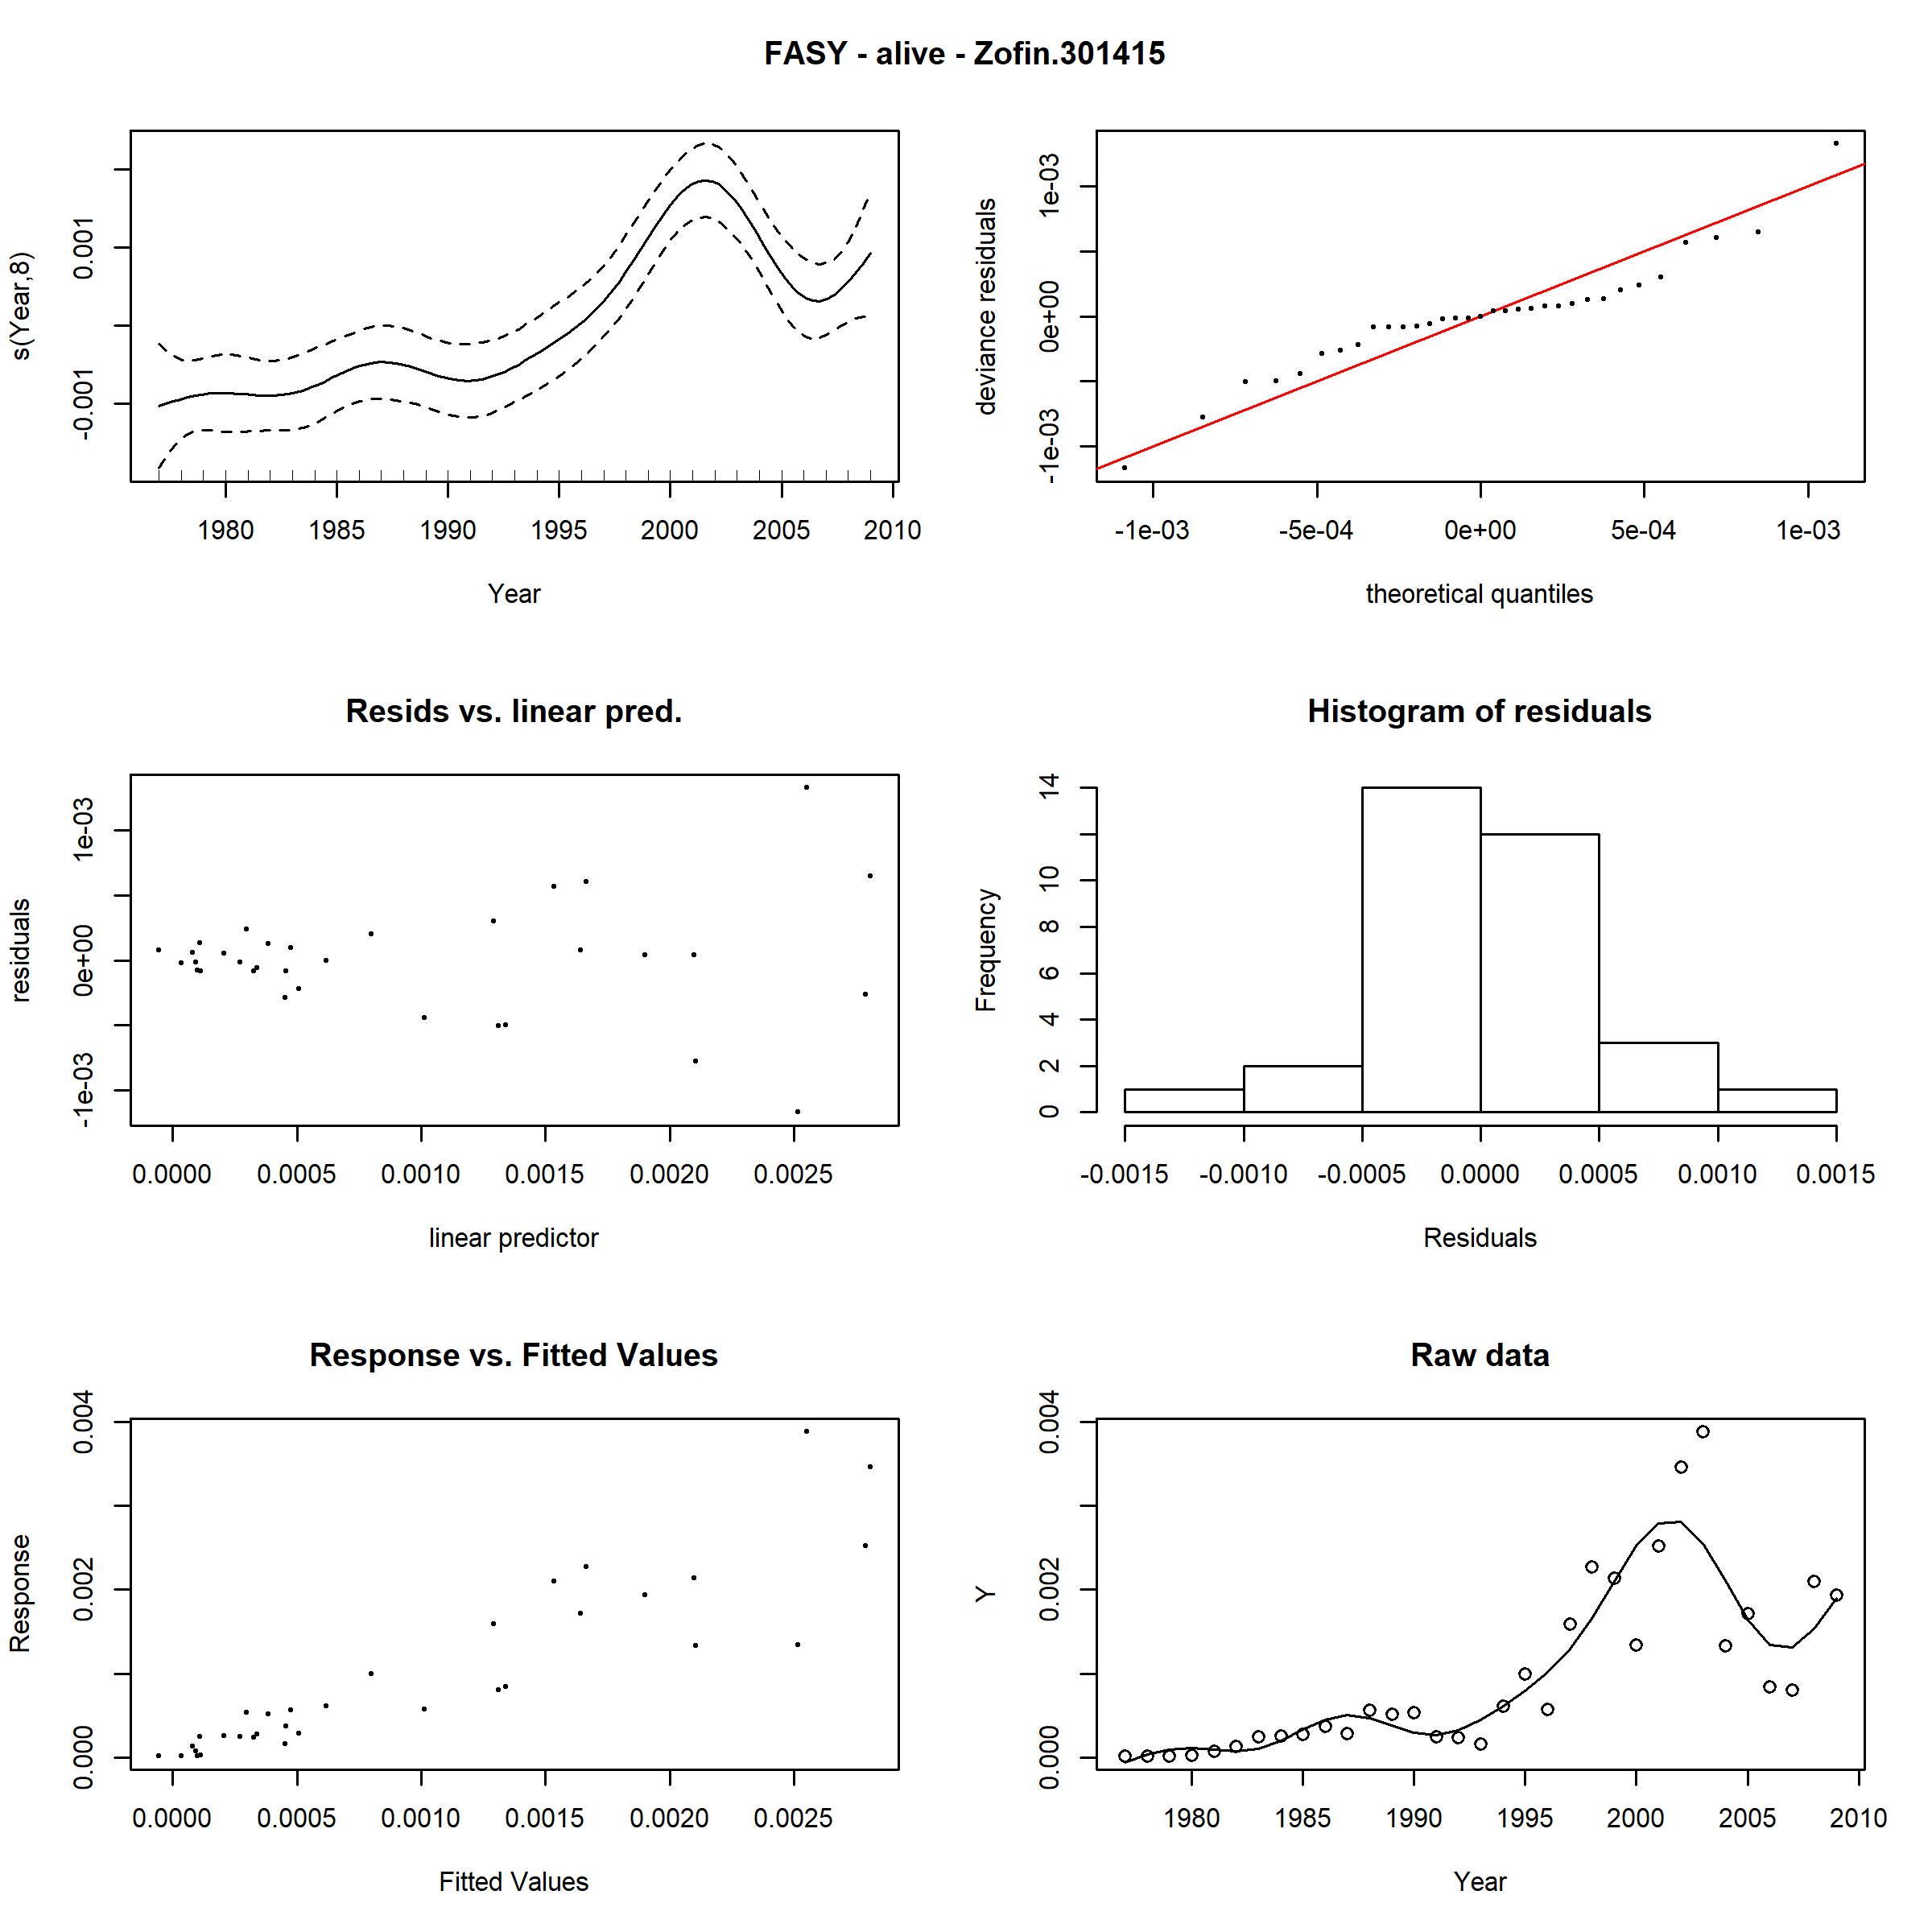 FASY - alive - Zofin.301415
s(Year,8)
-0.001
0.001
1980 1985 1990 1995 2000 2005 2010
Year
deviance residuals
-1e-03 0e+00 1e-03
-1e-03 -5e-04 0e+00 5e-04 1e-03
theoretical quantiles
Resids vs. linear pred.
residuals
-1e-03 0e+00 1e-03
0.0000 0.0005 0.0010 0.0015 0.0020 0.0025
linear predictor
Histogram of residuals
Frequency
0 2 4 6 8 10 14
-0.0015 -0.0010 -0.0005 0.0000 0.0005 0.0010 0.0015
Residuals
Response vs. Fitted Values
Response
0.000 0.002 0.004
0.0000 0.0005 0.0010 0.0015 0.0020 0.0025
Fitted Values
Raw data
Y
0.000 0.002 0.004
1980 1985 1990 1995 2000 2005 2010
Year